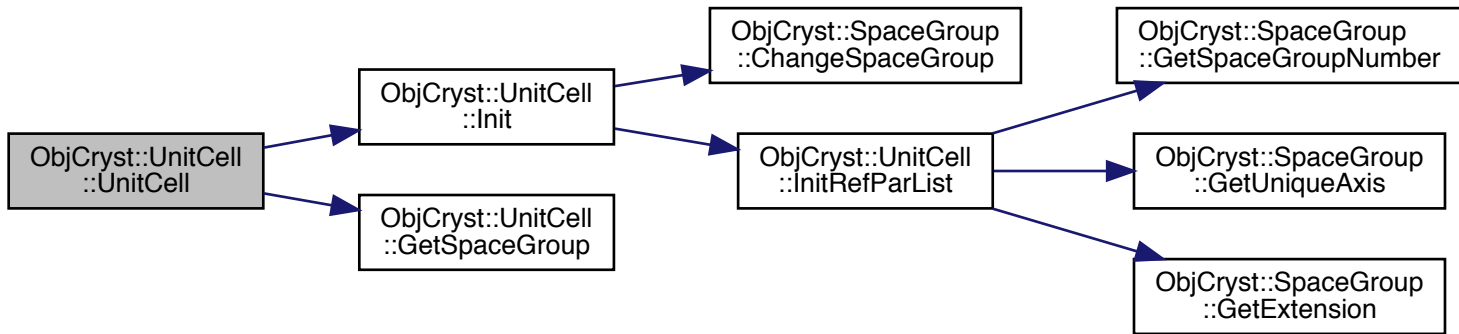 ObjCryst::UnitCell
::UnitCell
ObjCryst::UnitCell
::Init
ObjCryst::UnitCell
::GetSpaceGroup
ObjCryst::SpaceGroup
::ChangeSpaceGroup
ObjCryst::UnitCell
::InitRefParList
ObjCryst::SpaceGroup
::GetSpaceGroupNumber
ObjCryst::SpaceGroup
::GetUniqueAxis
ObjCryst::SpaceGroup
::GetExtension